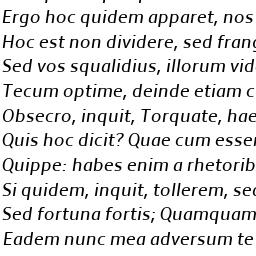 Ergo hoc quidem apparet, nos
Hoc est non dividere, sed frang
Sed vos squalidius, illorum vid
Tecum optime, deinde etiam c
Obsecro, inquit, Torquate, hae
Quis hoc dicit? Quae cum esse
Quippe: habes enim a rhetorib
Si quidem, inquit, tollerem, sed
Sed fortuna fortis; Quamquam
Eadem nunc mea adversum te